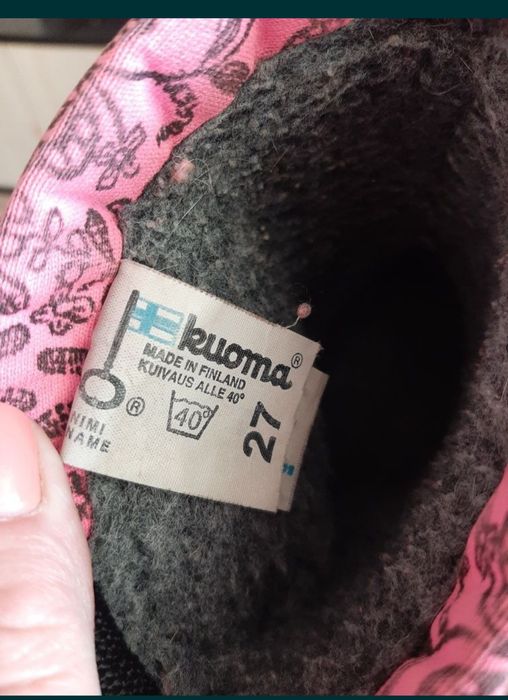 kuoma®
MADE IN FINLAND
KUIVAUS ALLE 40°
®
40°
27
NIMI
NAME